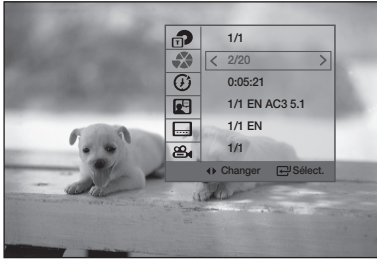 T
1/1
< 2/20 >
0:05:21
1/1 EN AC3 5.1
1/1 EN
1/1
Changer Sélect.